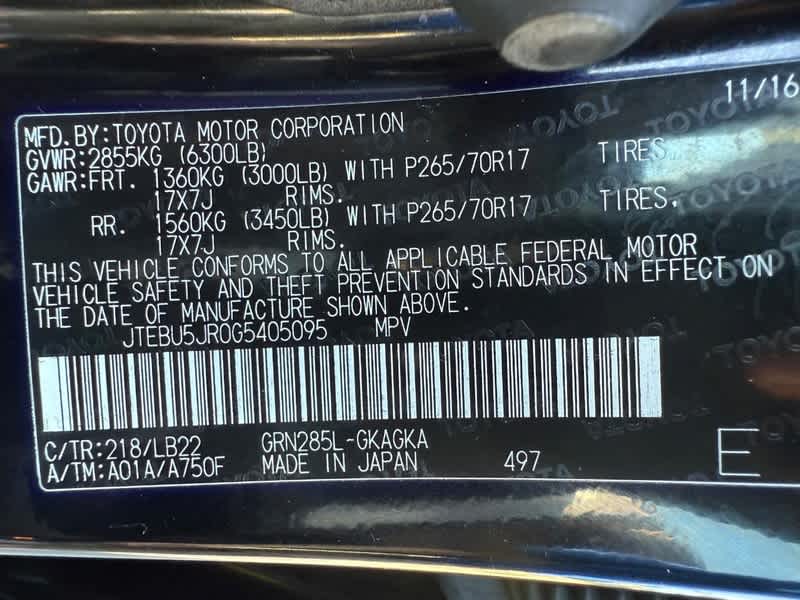 11/16
MFD.BY:TOYOTA MOTOR CORPORATION
GVWR:2855KG (6300LB)
GAWR:FRT. 1360KG (3000LB) WITH P265/70R17 TIRES.
17X7J RIMS.
RR. 1560KG (3450LB) WITH P265/70R17 TIRES.
17X7J RIMS.
THIS VEHICLE CONFORMS TO ALL APPLICABLE FEDERAL MOTOR
VEHICLE SAFETY AND THEFT PREVENTION STANDARDS IN EFFECT ON
THE DATE OF MANUFACTURE SHOWN ABOVE.
JTEBU5JR0G5405095 MPV
C/TR:218/LB22 GRN285L-GKAGKA
A/TM:A01A/A750F MADE IN JAPAN 497 E